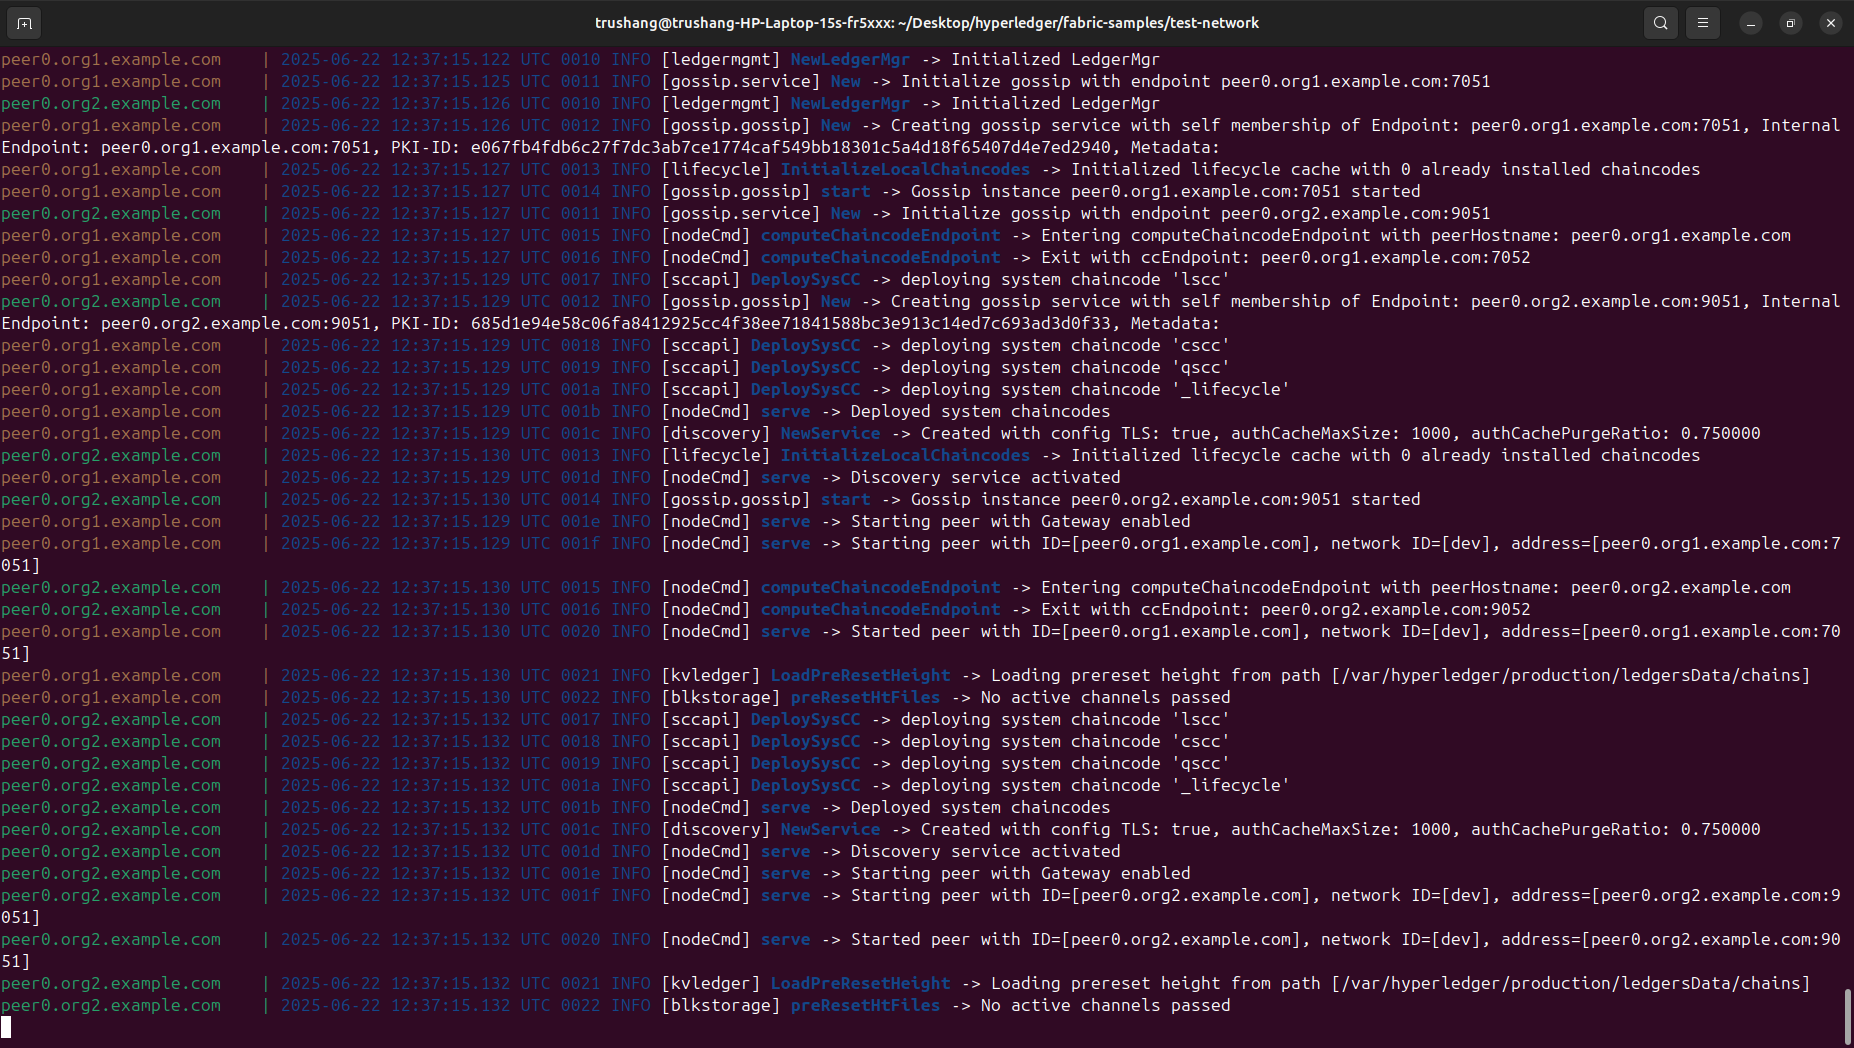 trushang@trushang-HP-Laptop-15s-fr5xxx: ~/Desktop/hyperledger/fabric-samples/test-network
peer0.org1.example.com    | 2025-06-22 12:37:15.122 UTC 0010 INFO [ledgermgmt] NewLedgerMgr -> Initialized LedgerMgr
peer0.org1.example.com    | 2025-06-22 12:37:15.125 UTC 0011 INFO [gossip.service] New -> Initialize gossip with endpoint peer0.org1.example.com:7051
peer0.org2.example.com    | 2025-06-22 12:37:15.126 UTC 0010 INFO [ledgermgmt] NewLedgerMgr -> Initialized LedgerMgr
peer0.org1.example.com    | 2025-06-22 12:37:15.126 UTC 0012 INFO [gossip.gossip] New -> Creating gossip service with self membership of Endpoint: peer0.org1.example.com:7051, Internal
Endpoint: peer0.org1.example.com:7051, PKI-ID: e067fb4fdb6c27f7dc3ab7ce1774caf549bb18301c5a4d18f65407d4e7ed2940, Metadata:
peer0.org1.example.com    | 2025-06-22 12:37:15.127 UTC 0013 INFO [lifecycle] InitializeLocalChaincodes -> Initialized lifecycle cache with 0 already installed chaincodes
peer0.org1.example.com    | 2025-06-22 12:37:15.127 UTC 0014 INFO [gossip.gossip] start -> Gossip instance peer0.org1.example.com:7051 started
peer0.org2.example.com    | 2025-06-22 12:37:15.127 UTC 0011 INFO [gossip.service] New -> Initialize gossip with endpoint peer0.org2.example.com:9051
peer0.org1.example.com    | 2025-06-22 12:37:15.127 UTC 0015 INFO [nodeCmd] computeChaincodeEndpoint -> Entering computeChaincodeEndpoint with peerHostname: peer0.org1.example.com
peer0.org1.example.com    | 2025-06-22 12:37:15.127 UTC 0016 INFO [nodeCmd] computeChaincodeEndpoint -> Exit with ccEndpoint: peer0.org1.example.com:7052
peer0.org1.example.com    | 2025-06-22 12:37:15.129 UTC 0017 INFO [sccapi] DeploySysCC -> deploying system chaincode 'lscc'
peer0.org2.example.com    | 2025-06-22 12:37:15.129 UTC 0012 INFO [gossip.gossip] New -> Creating gossip service with self membership of Endpoint: peer0.org2.example.com:9051, Internal
Endpoint: peer0.org2.example.com:9051, PKI-ID: 685d1e94e58c06fa8412925cc4f38ee71841588bc3e913c14ed7c693ad3d0f33, Metadata:
peer0.org1.example.com    | 2025-06-22 12:37:15.129 UTC 0018 INFO [sccapi] DeploySysCC -> deploying system chaincode 'cscc'
peer0.org1.example.com    | 2025-06-22 12:37:15.129 UTC 0019 INFO [sccapi] DeploySysCC -> deploying system chaincode 'qscc'
peer0.org1.example.com    | 2025-06-22 12:37:15.129 UTC 001a INFO [sccapi] DeploySysCC -> deploying system chaincode '_lifecycle'
peer0.org1.example.com    | 2025-06-22 12:37:15.129 UTC 001b INFO [nodeCmd] serve -> Deployed system chaincodes
peer0.org1.example.com    | 2025-06-22 12:37:15.129 UTC 001c INFO [discovery] NewService -> Created with config TLS: true, authCacheMaxSize: 1000, authCachePurgeRatio: 0.750000
peer0.org2.example.com    | 2025-06-22 12:37:15.130 UTC 0013 INFO [lifecycle] InitializeLocalChaincodes -> Initialized lifecycle cache with 0 already installed chaincodes
peer0.org1.example.com    | 2025-06-22 12:37:15.129 UTC 001d INFO [nodeCmd] serve -> Discovery service activated
peer0.org2.example.com    | 2025-06-22 12:37:15.130 UTC 0014 INFO [gossip.gossip] start -> Gossip instance peer0.org2.example.com:9051 started
peer0.org1.example.com    | 2025-06-22 12:37:15.129 UTC 001e INFO [nodeCmd] serve -> Starting peer with Gateway enabled
peer0.org1.example.com    | 2025-06-22 12:37:15.129 UTC 001f INFO [nodeCmd] serve -> Starting peer with ID=[peer0.org1.example.com], network ID=[dev], address=[peer0.org1.example.com:7
051]
peer0.org2.example.com    | 2025-06-22 12:37:15.130 UTC 0015 INFO [nodeCmd] computeChaincodeEndpoint -> Entering computeChaincodeEndpoint with peerHostname: peer0.org2.example.com
peer0.org2.example.com    | 2025-06-22 12:37:15.130 UTC 0016 INFO [nodeCmd] computeChaincodeEndpoint -> Exit with ccEndpoint: peer0.org2.example.com:9052
peer0.org1.example.com    | 2025-06-22 12:37:15.130 UTC 0020 INFO [nodeCmd] serve -> Started peer with ID=[peer0.org1.example.com], network ID=[dev], address=[peer0.org1.example.com:70
51]
peer0.org1.example.com    | 2025-06-22 12:37:15.130 UTC 0021 INFO [kvledger] LoadPreResetHeight -> Loading prereset height from path [/var/hyperledger/production/ledgersData/chains]
peer0.org1.example.com    | 2025-06-22 12:37:15.130 UTC 0022 INFO [blkstorage] preResetHtFiles -> No active channels passed
peer0.org2.example.com    | 2025-06-22 12:37:15.132 UTC 0017 INFO [sccapi] DeploySysCC -> deploying system chaincode 'lscc'
peer0.org2.example.com    | 2025-06-22 12:37:15.132 UTC 0018 INFO [sccapi] DeploySysCC -> deploying system chaincode 'cscc'
peer0.org2.example.com    | 2025-06-22 12:37:15.132 UTC 0019 INFO [sccapi] DeploySysCC -> deploying system chaincode 'qscc'
peer0.org2.example.com    | 2025-06-22 12:37:15.132 UTC 001a INFO [sccapi] DeploySysCC -> deploying system chaincode '_lifecycle'
peer0.org2.example.com    | 2025-06-22 12:37:15.132 UTC 001b INFO [nodeCmd] serve -> Deployed system chaincodes
peer0.org2.example.com    | 2025-06-22 12:37:15.132 UTC 001c INFO [discovery] NewService -> Created with config TLS: true, authCacheMaxSize: 1000, authCachePurgeRatio: 0.750000
peer0.org2.example.com    | 2025-06-22 12:37:15.132 UTC 001d INFO [nodeCmd] serve -> Discovery service activated
peer0.org2.example.com    | 2025-06-22 12:37:15.132 UTC 001e INFO [nodeCmd] serve -> Starting peer with Gateway enabled
peer0.org2.example.com    | 2025-06-22 12:37:15.132 UTC 001f INFO [nodeCmd] serve -> Starting peer with ID=[peer0.org2.example.com], network ID=[dev], address=[peer0.org2.example.com:9
051]
peer0.org2.example.com    | 2025-06-22 12:37:15.132 UTC 0020 INFO [nodeCmd] serve -> Started peer with ID=[peer0.org2.example.com], network ID=[dev], address=[peer0.org2.example.com:90
51]
peer0.org2.example.com    | 2025-06-22 12:37:15.132 UTC 0021 INFO [kvledger] LoadPreResetHeight -> Loading prereset height from path [/var/hyperledger/production/ledgersData/chains]
peer0.org2.example.com    | 2025-06-22 12:37:15.132 UTC 0022 INFO [blkstorage] preResetHtFiles -> No active channels passed